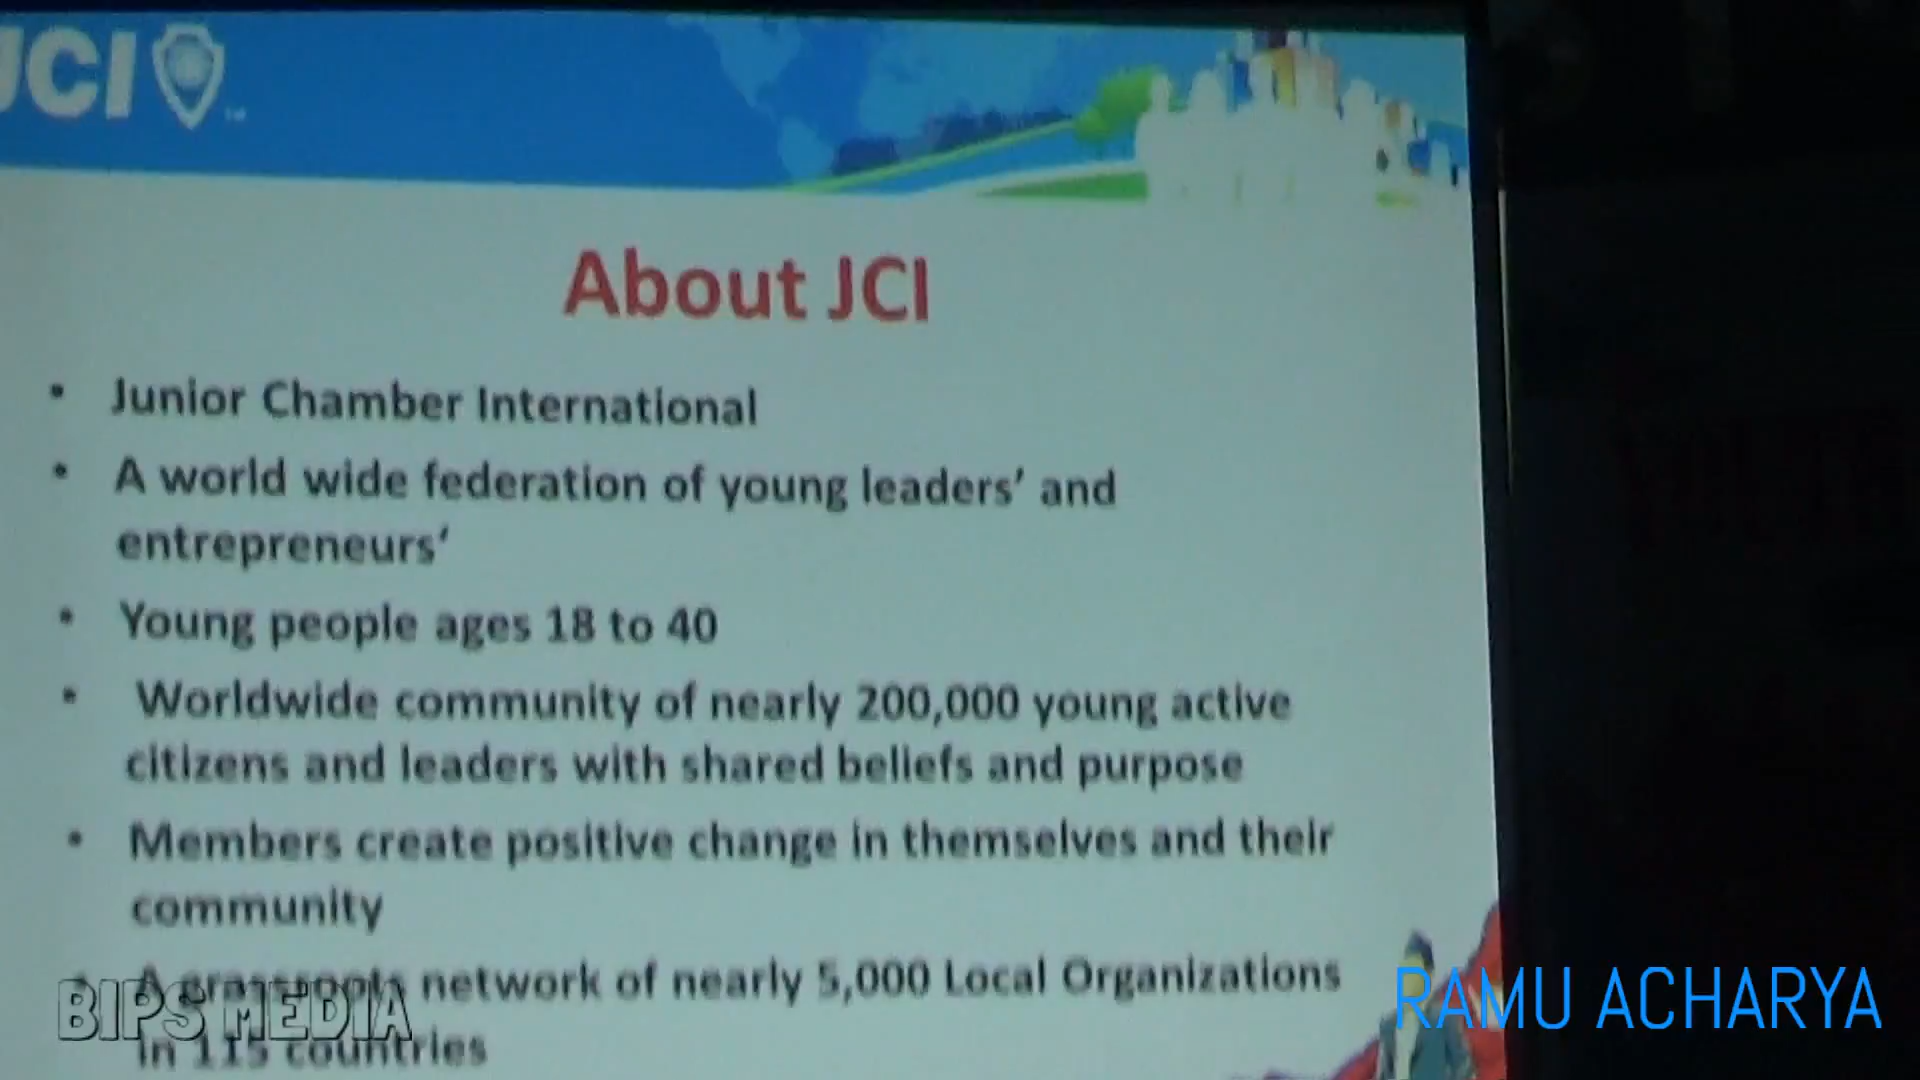 JCI
About JCI
• Junior Chamber International
• A world wide federation of young leaders’ and
entrepreneurs‘
• Young people ages 18 to 40
• Worldwide community of nearly 200,000 young active
citizens and leaders with shared beliefs and purpose
• Members create positive change in themselves and their
community
• A grassroots network of nearly 5,000 Local Organizations
in 115 countries
BIPS MEDIA
RAMU ACHARYA